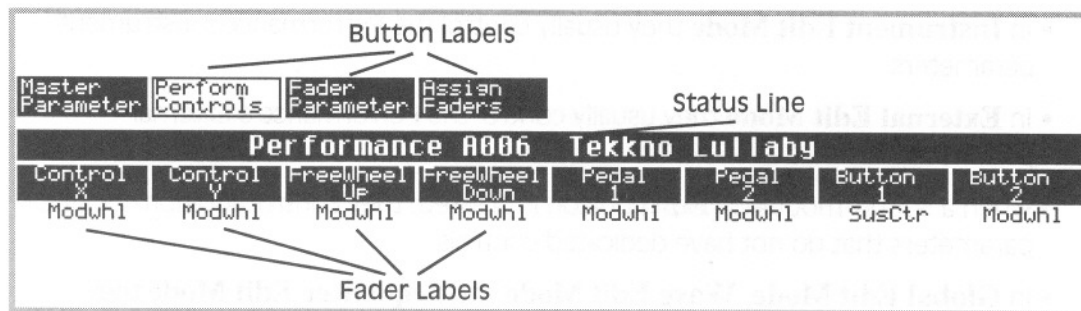 Button Labels
Master Parameter Perform Controls Fader Parameter Assign Faders
Status Line
Performance A006 Tekkno Lullaby
Control X Control Y FreeWheel Up FreeWheel Down Pedal 1 Pedal 2 Button 1 Button 2
Modwhl Modwhl Modwhl Modwhl Modwhl Modwhl SusCtr Modwhl
Fader Labels